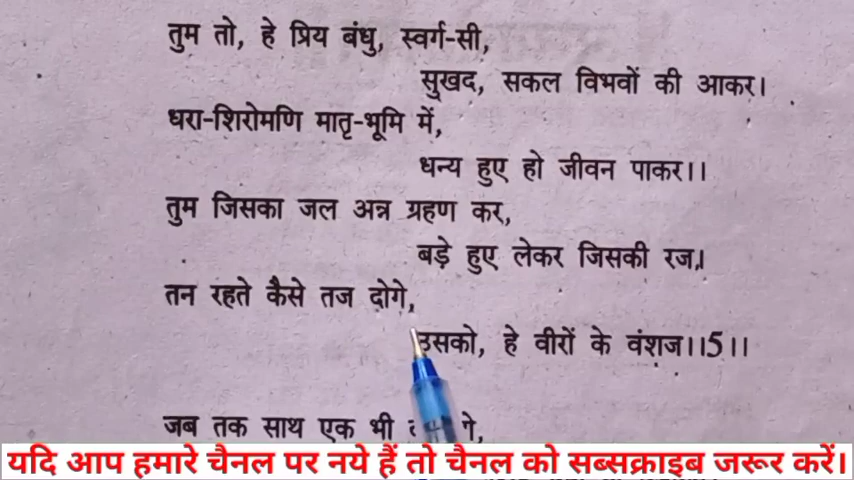 तुम तो, हे प्रिय बंधु, स्वर्ग-सी,
सुखद, सकल विभवों की आकर।
धरा-शिरोमणि मातृ-भूमि में,
धन्य हुए हो जीवन पाकर।।
तुम जिसका जल अन्न ग्रहण कर,
बड़े हुए लेकर जिसकी रज।
तन रहते कैसे तज दोगे,
उसको, हे वीरों के वंशज।।5।।
जब तक साथ एक भी
यदि आप हमारे चैनल पर नये हैं तो चैनल को सब्सक्राइब जरूर करें।